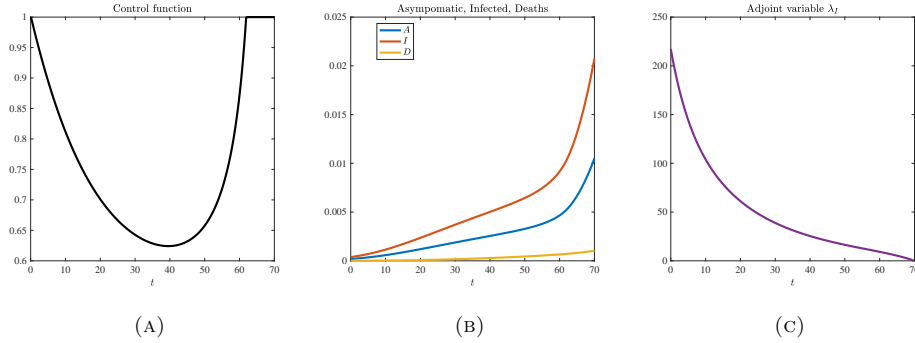 Control function
1
0.95
0.9
0.85
0.8
0.75
0.7
0.65
0.6
0 10 20 30 40 50 60 70
t
(A)
Asympomatic, Infected, Deaths
0.025
0.02
0.015
0.01
0.005
0
A
I
D
0 10 20 30 40 50 60 70
t
(B)
Adjoint variable λ_I
250
200
150
100
50
0
0 10 20 30 40 50 60 70
t
(C)